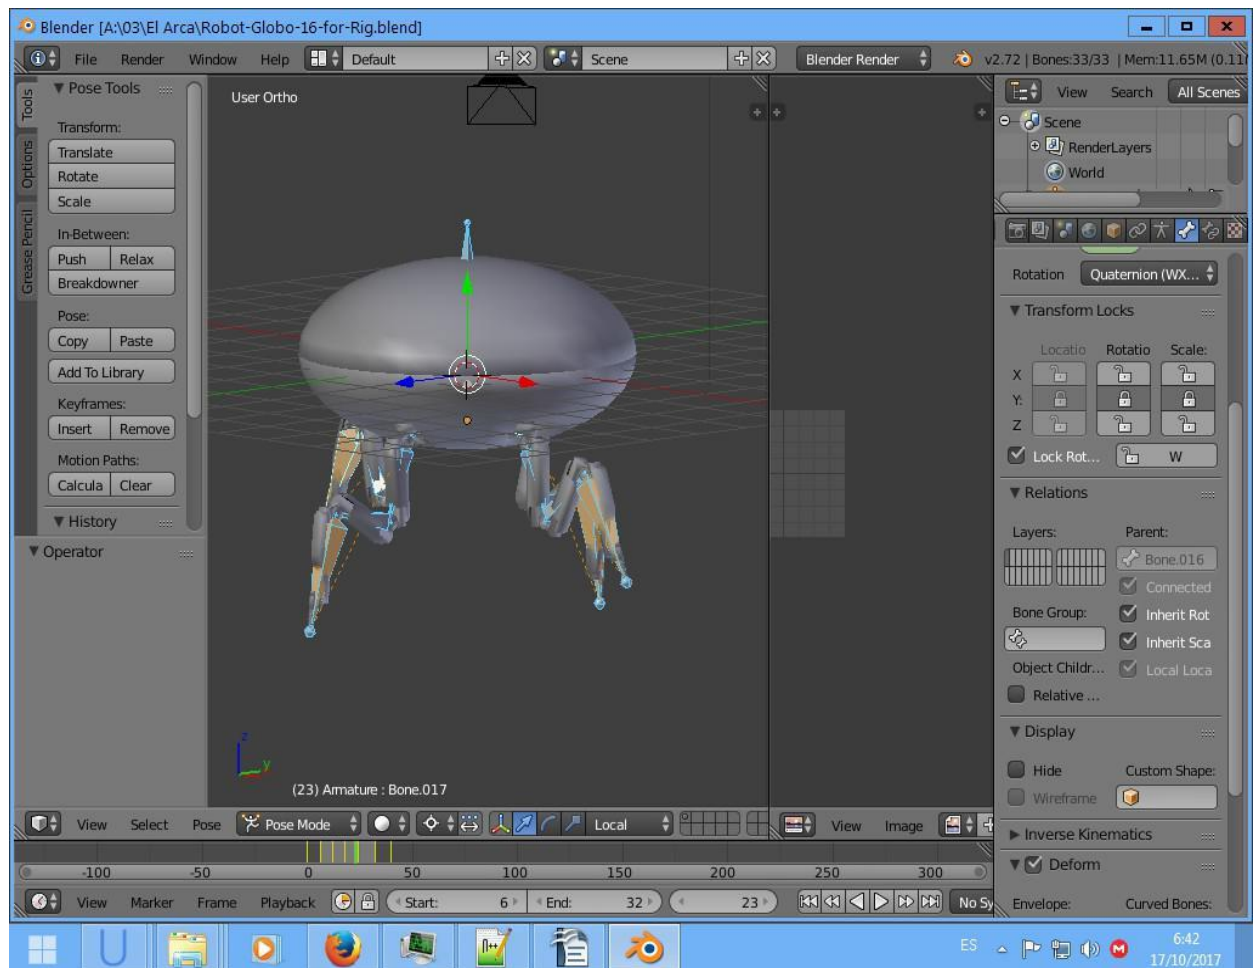 Blender [A:\03\El Arca\Robot-Globo-16-for-Rig.blend]
File Render Window Help Default Scene Blender Render v2.72 | Bones:33/33 | Mem:11.65M (0.11
Tools
Options
Grease Pencil
Pose Tools
Transform:
Translate
Rotate
Scale
In-Between:
Push Relax
Breakdowner
Pose:
Copy Paste
Add To Library
Keyframes:
Insert Remove
Motion Paths:
Calcula Clear
History
Operator
User Ortho
z
y
(23) Armature : Bone.017
View Select Pose Pose Mode Local
View Image
View Search All Scenes
Scene
RenderLayers
World
Rotation Quaternion (WX...
Transform Locks
Locatio Rotatio Scale:
X
Y:
Z
Lock Rot... W
Relations
Layers: Parent:
Bone.016
Connected
Bone Group: Inherit Rot
Inherit Sca
Object Childr... Local Loca
Relative ...
Display
Hide Custom Shape:
Wireframe
Inverse Kinematics
Deform
Envelope: Curved Bones:
-100 -50 0 50 100 150 200 250 300
View Marker Frame Playback Start: 6 End: 32 23 No Sy
ES 6:42
17/10/2017